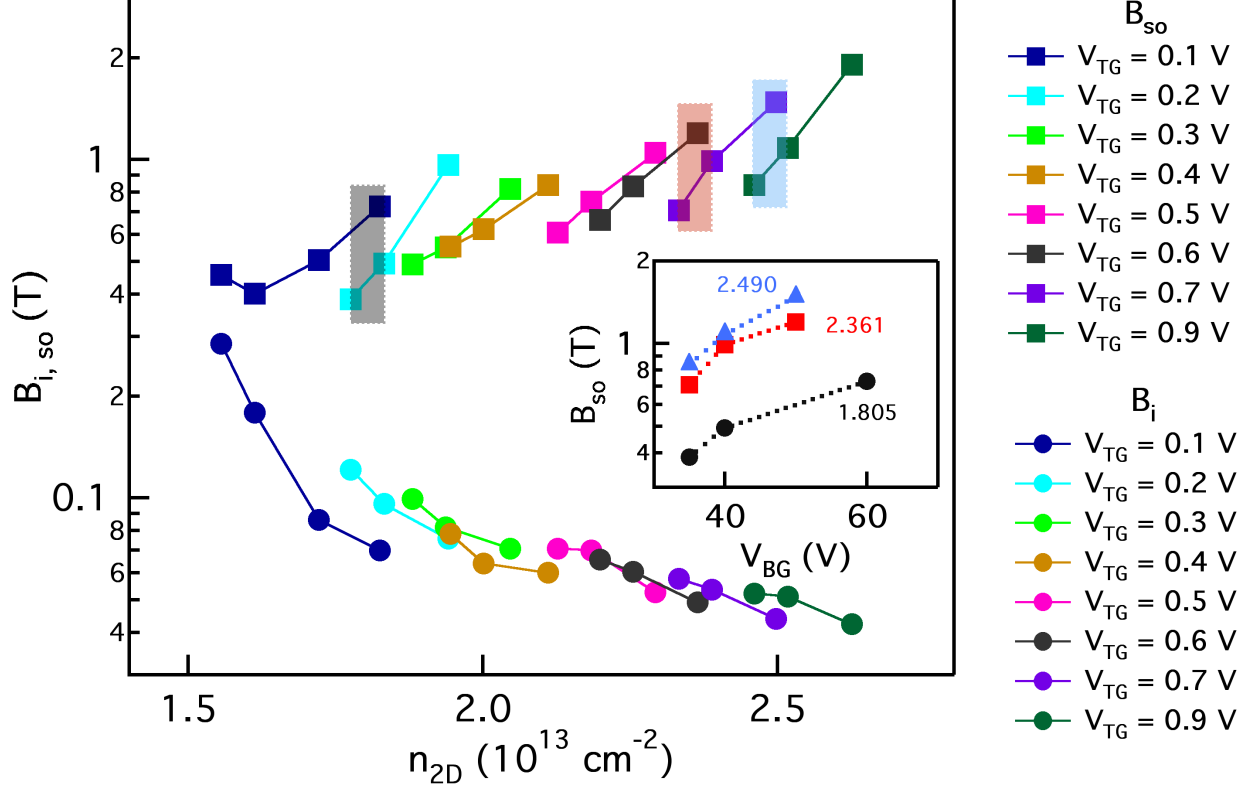 B_i, so (T)
2
1
8
6
4
2
0.1
8
6
4
1.5
2.0
2.5
n_2D (10^13 cm^-2)
B_so (T)
2
1
8
6
4
2.490
2.361
1.805
40
60
V_BG (V)
B_so
V_TG = 0.1 V
V_TG = 0.2 V
V_TG = 0.3 V
V_TG = 0.4 V
V_TG = 0.5 V
V_TG = 0.6 V
V_TG = 0.7 V
V_TG = 0.9 V
B_i
V_TG = 0.1 V
V_TG = 0.2 V
V_TG = 0.3 V
V_TG = 0.4 V
V_TG = 0.5 V
V_TG = 0.6 V
V_TG = 0.7 V
V_TG = 0.9 V